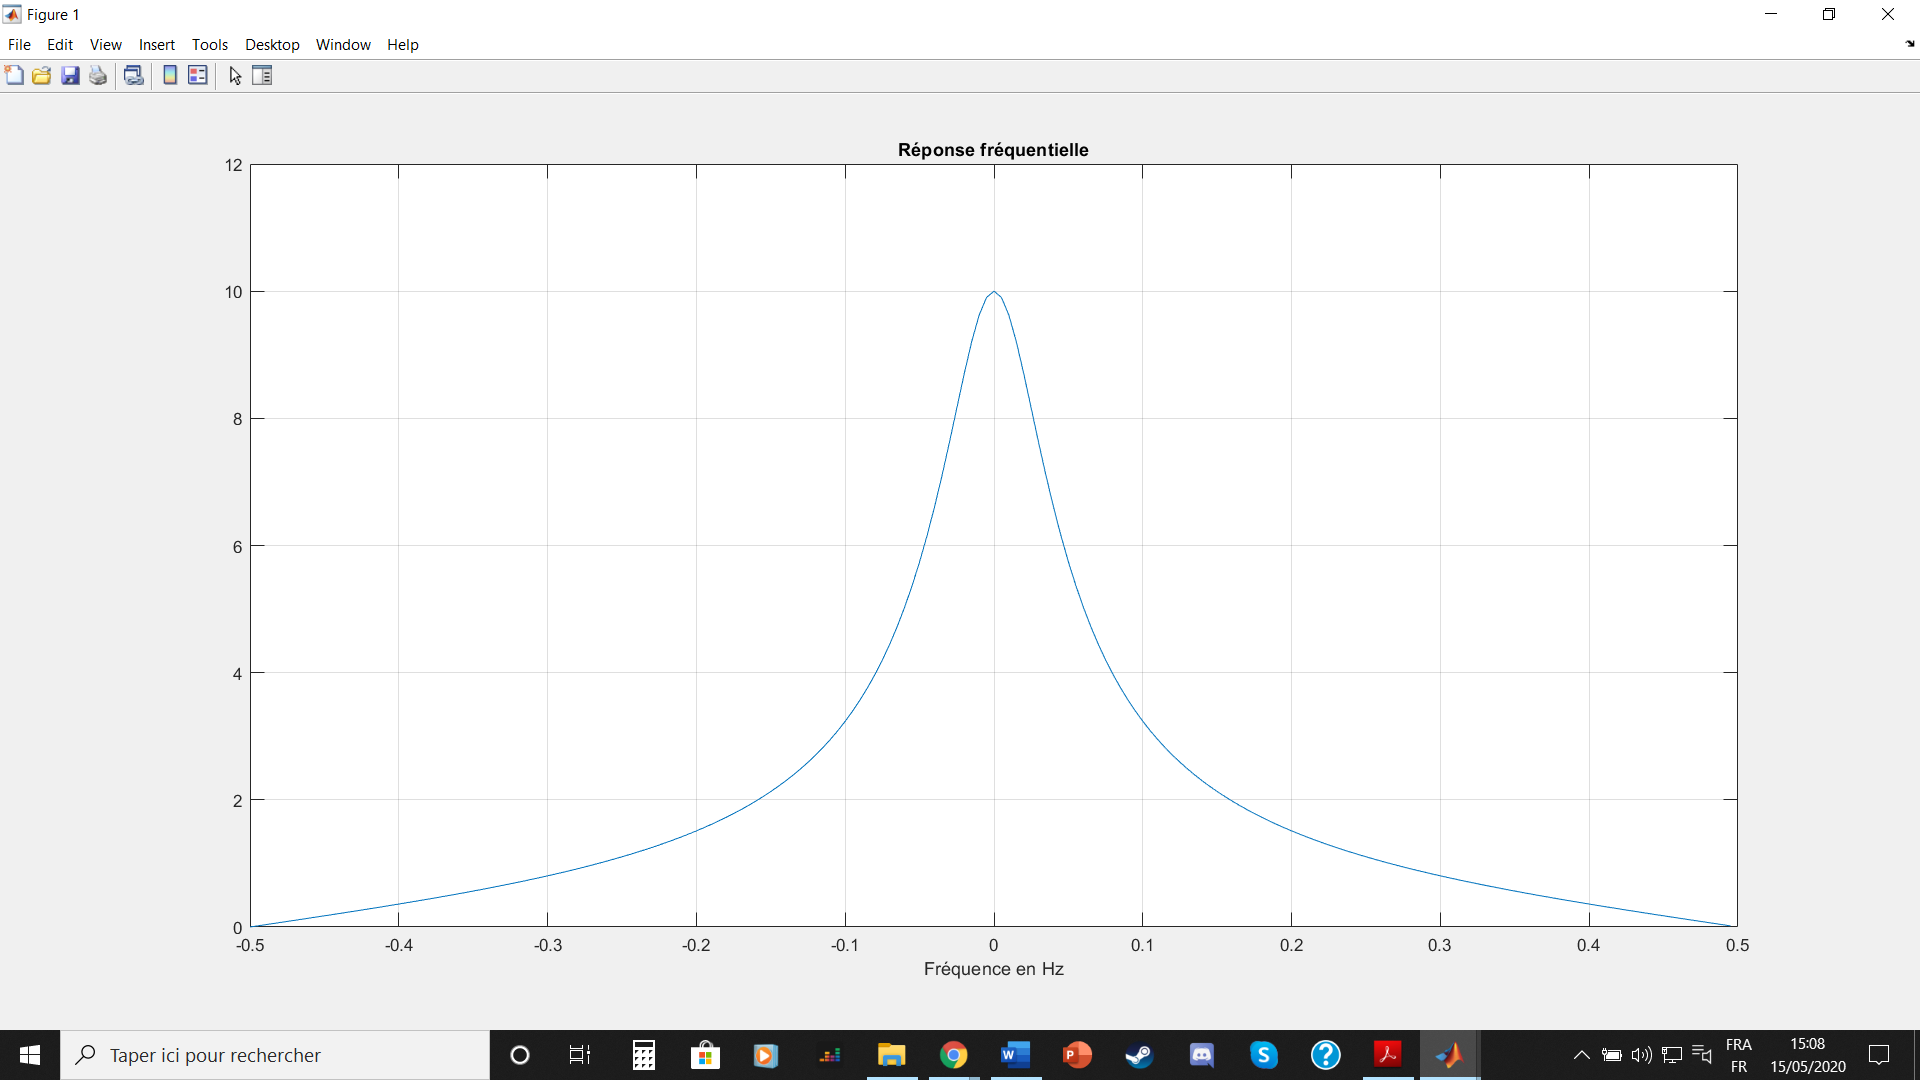 Figure 1
File Edit View Insert Tools Desktop Window Help
Réponse fréquentielle
12
10
8
6
4
2
0
-0.5 -0.4 -0.3 -0.2 -0.1 0 0.1 0.2 0.3 0.4 0.5
Fréquence en Hz
Taper ici pour rechercher
FRA
FR
15:08
15/05/2020